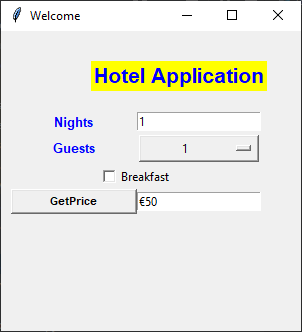 Welcome
Hotel Application
Nights 1
Guests 1
Breakfast
GetPrice €50